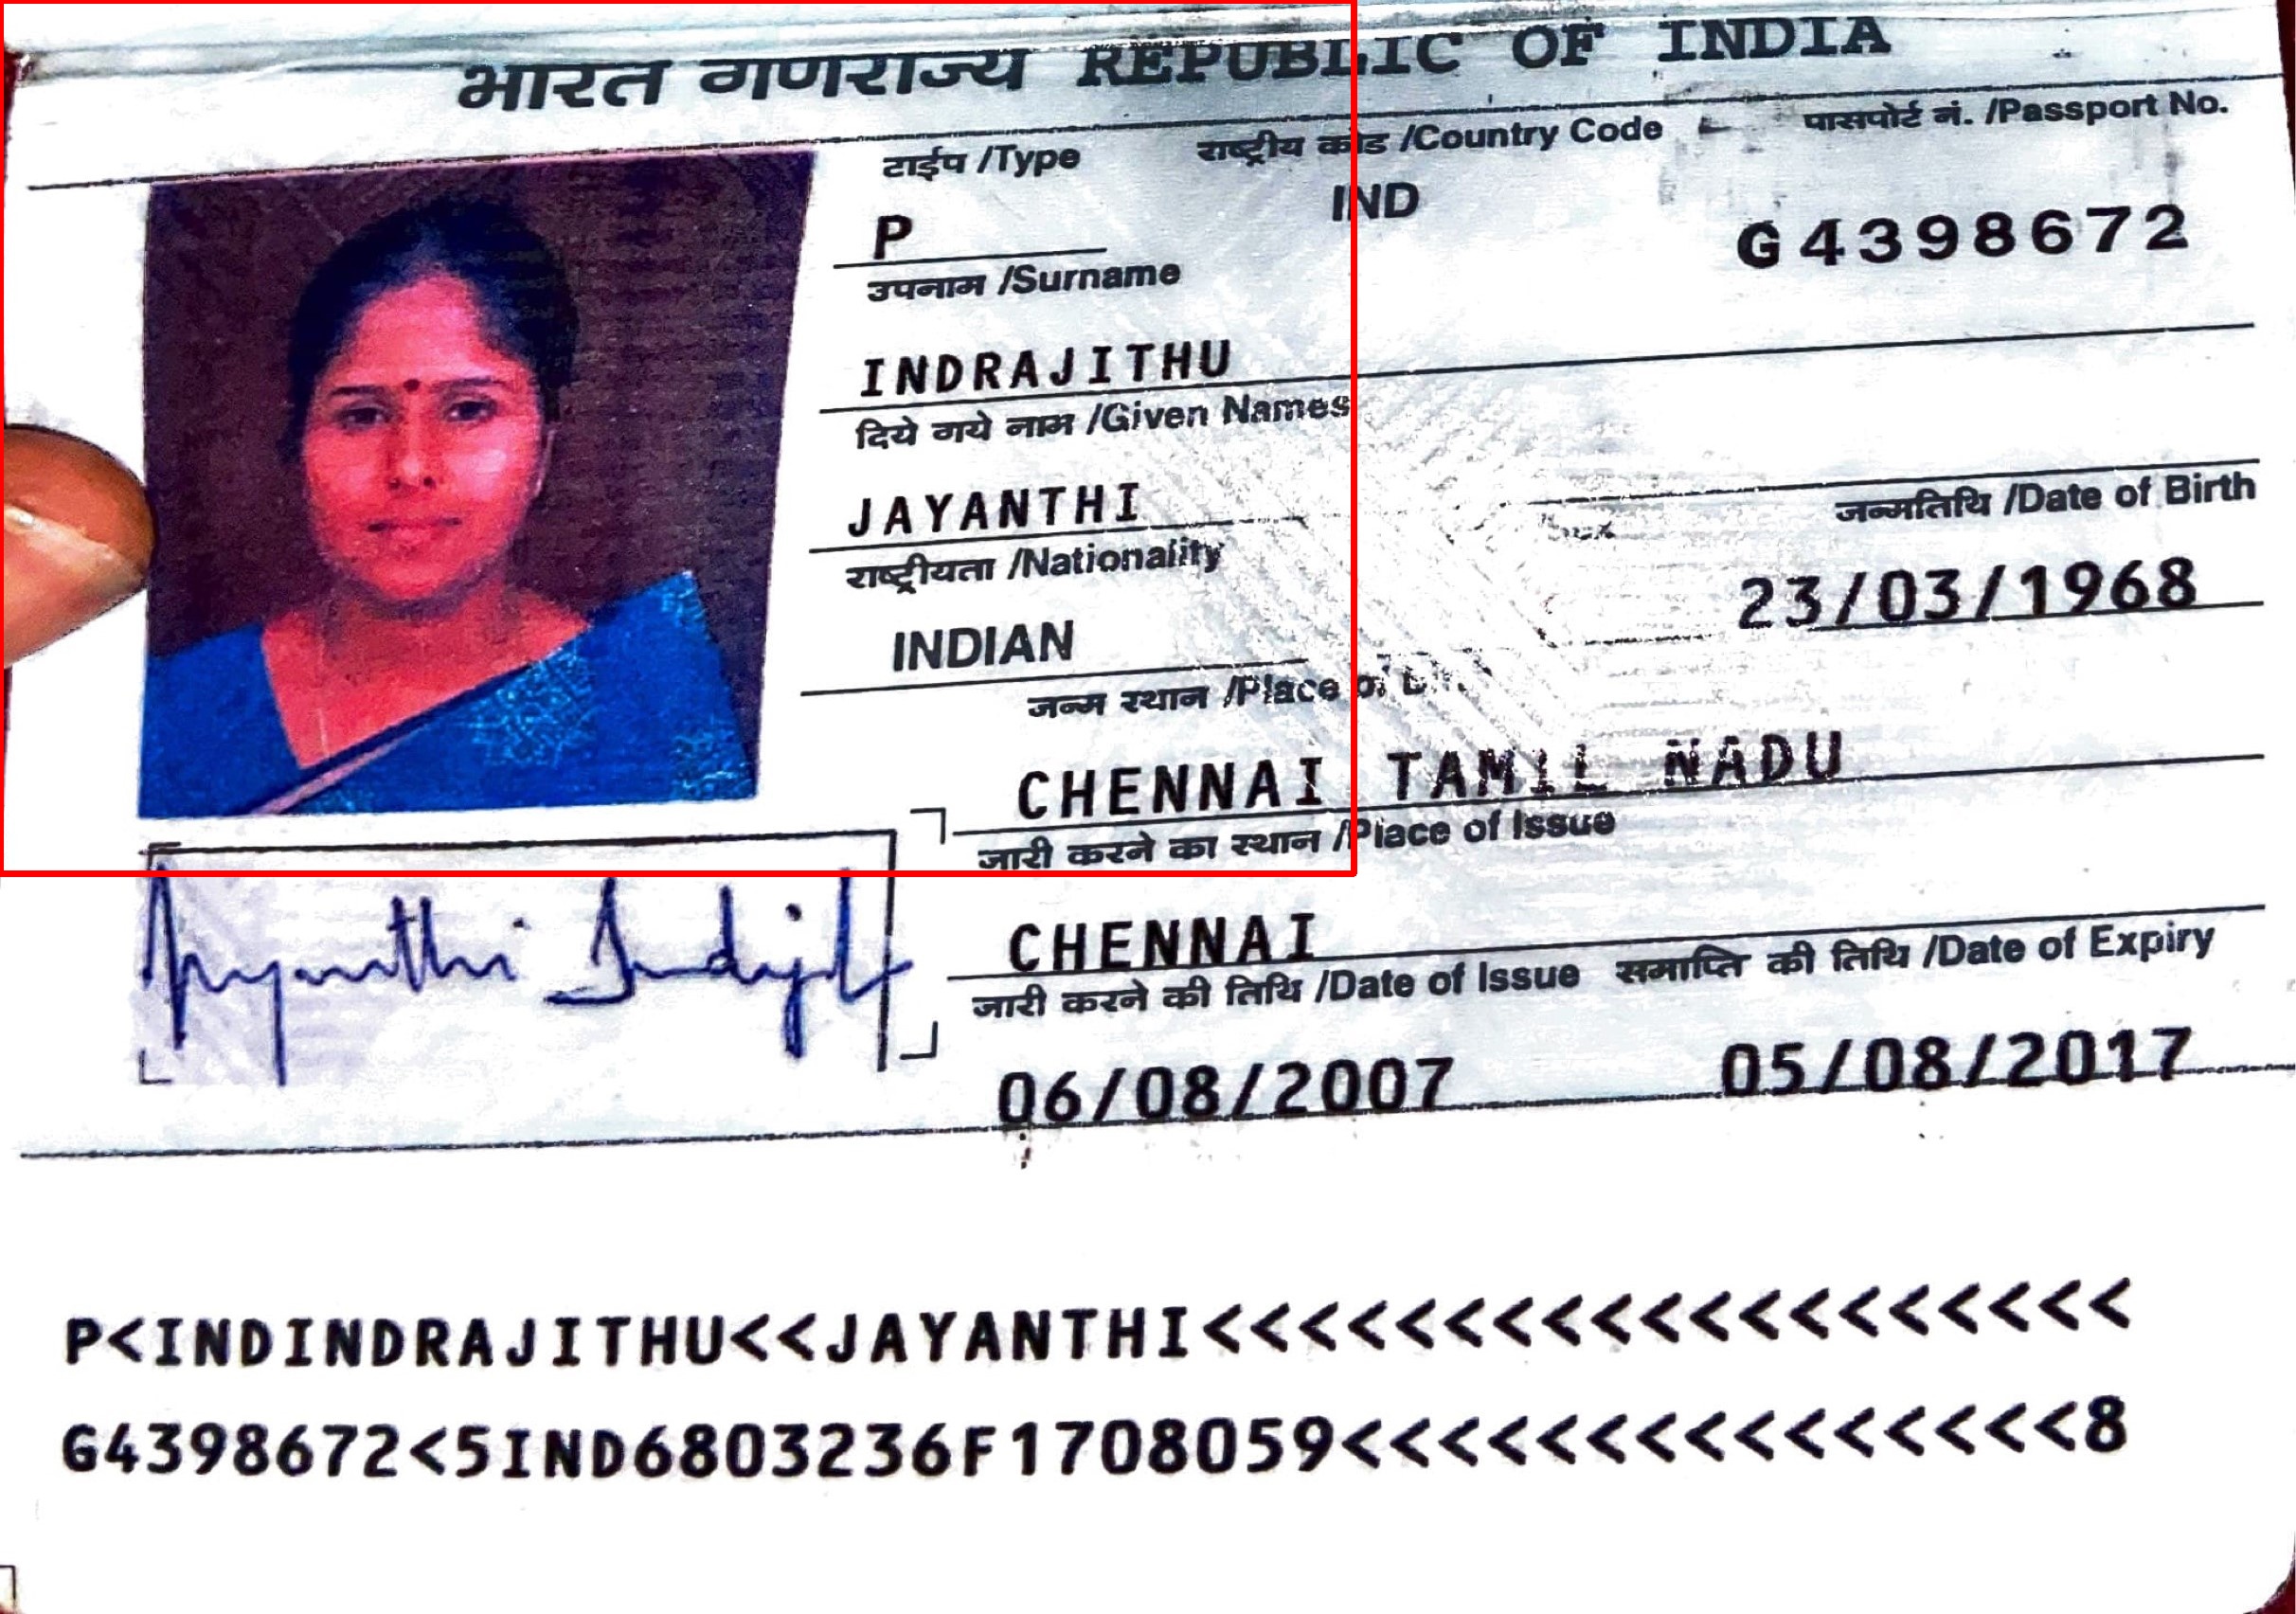 भारत गणराज्य REPUBLIC OF INDIA
टाईप /Type राष्ट्रीय कोड /Country Code पासपोर्ट नं. /Passport No.
P IND G4398672
उपनाम /Surname
INDRAJITHU
दिये गये नाम /Given Names
JAYANTHI
राष्ट्रीयता /Nationality जन्मतिथि /Date of Birth
INDIAN 23/03/1968
जन्म स्थान /Place of
CHENNAI TAMIL NADU
जारी करने का स्थान /Place of Issue
CHENNAI
जारी करने की तिथि /Date of Issue समाप्ति की तिथि /Date of Expiry
06/08/2007 05/08/2017
Jayanthi
P<INDINDRAJITHU<<JAYANTHI<<<<<<<<<<<<<<<<<<<
G4398672<5IND6803236F1708059<<<<<<<<<<<<<<<8